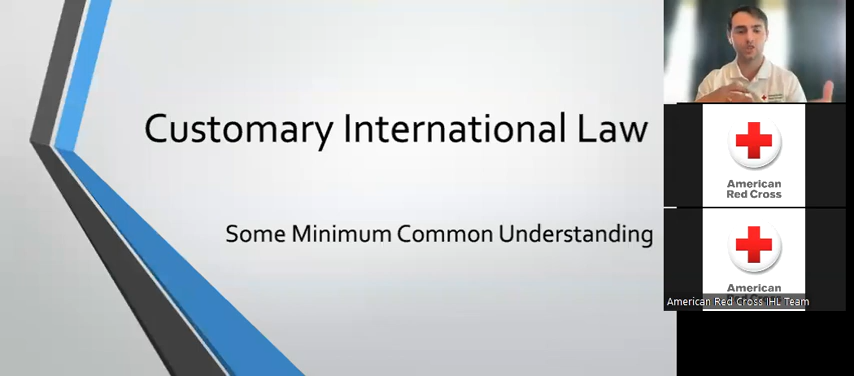 Customary International Law
Some Minimum Common Understanding
American
Red Cross
American
American Red Cross IHL Team